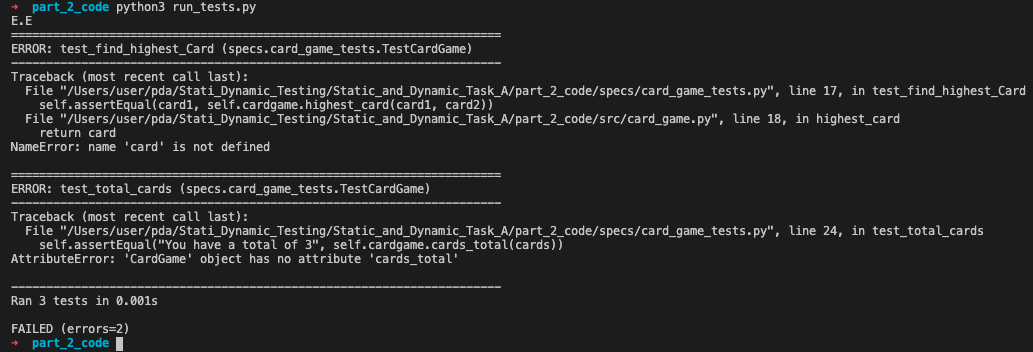 ➜ part_2_code python3 run_tests.py
E.E
======================================================================
ERROR: test_find_highest_Card (specs.card_game_tests.TestCardGame)
----------------------------------------------------------------------
Traceback (most recent call last):
  File "/Users/user/pda/Stati_Dynamic_Testing/Static_and_Dynamic_Task_A/part_2_code/specs/card_game_tests.py", line 17, in test_find_highest_Card
    self.assertEqual(card1, self.cardgame.highest_card(card1, card2))
  File "/Users/user/pda/Stati_Dynamic_Testing/Static_and_Dynamic_Task_A/part_2_code/src/card_game.py", line 18, in highest_card
    return card
NameError: name 'card' is not defined

======================================================================
ERROR: test_total_cards (specs.card_game_tests.TestCardGame)
----------------------------------------------------------------------
Traceback (most recent call last):
  File "/Users/user/pda/Stati_Dynamic_Testing/Static_and_Dynamic_Task_A/part_2_code/specs/card_game_tests.py", line 24, in test_total_cards
    self.assertEqual("You have a total of 3", self.cardgame.cards_total(cards))
AttributeError: 'CardGame' object has no attribute 'cards_total'

----------------------------------------------------------------------
Ran 3 tests in 0.001s

FAILED (errors=2)
➜ part_2_code